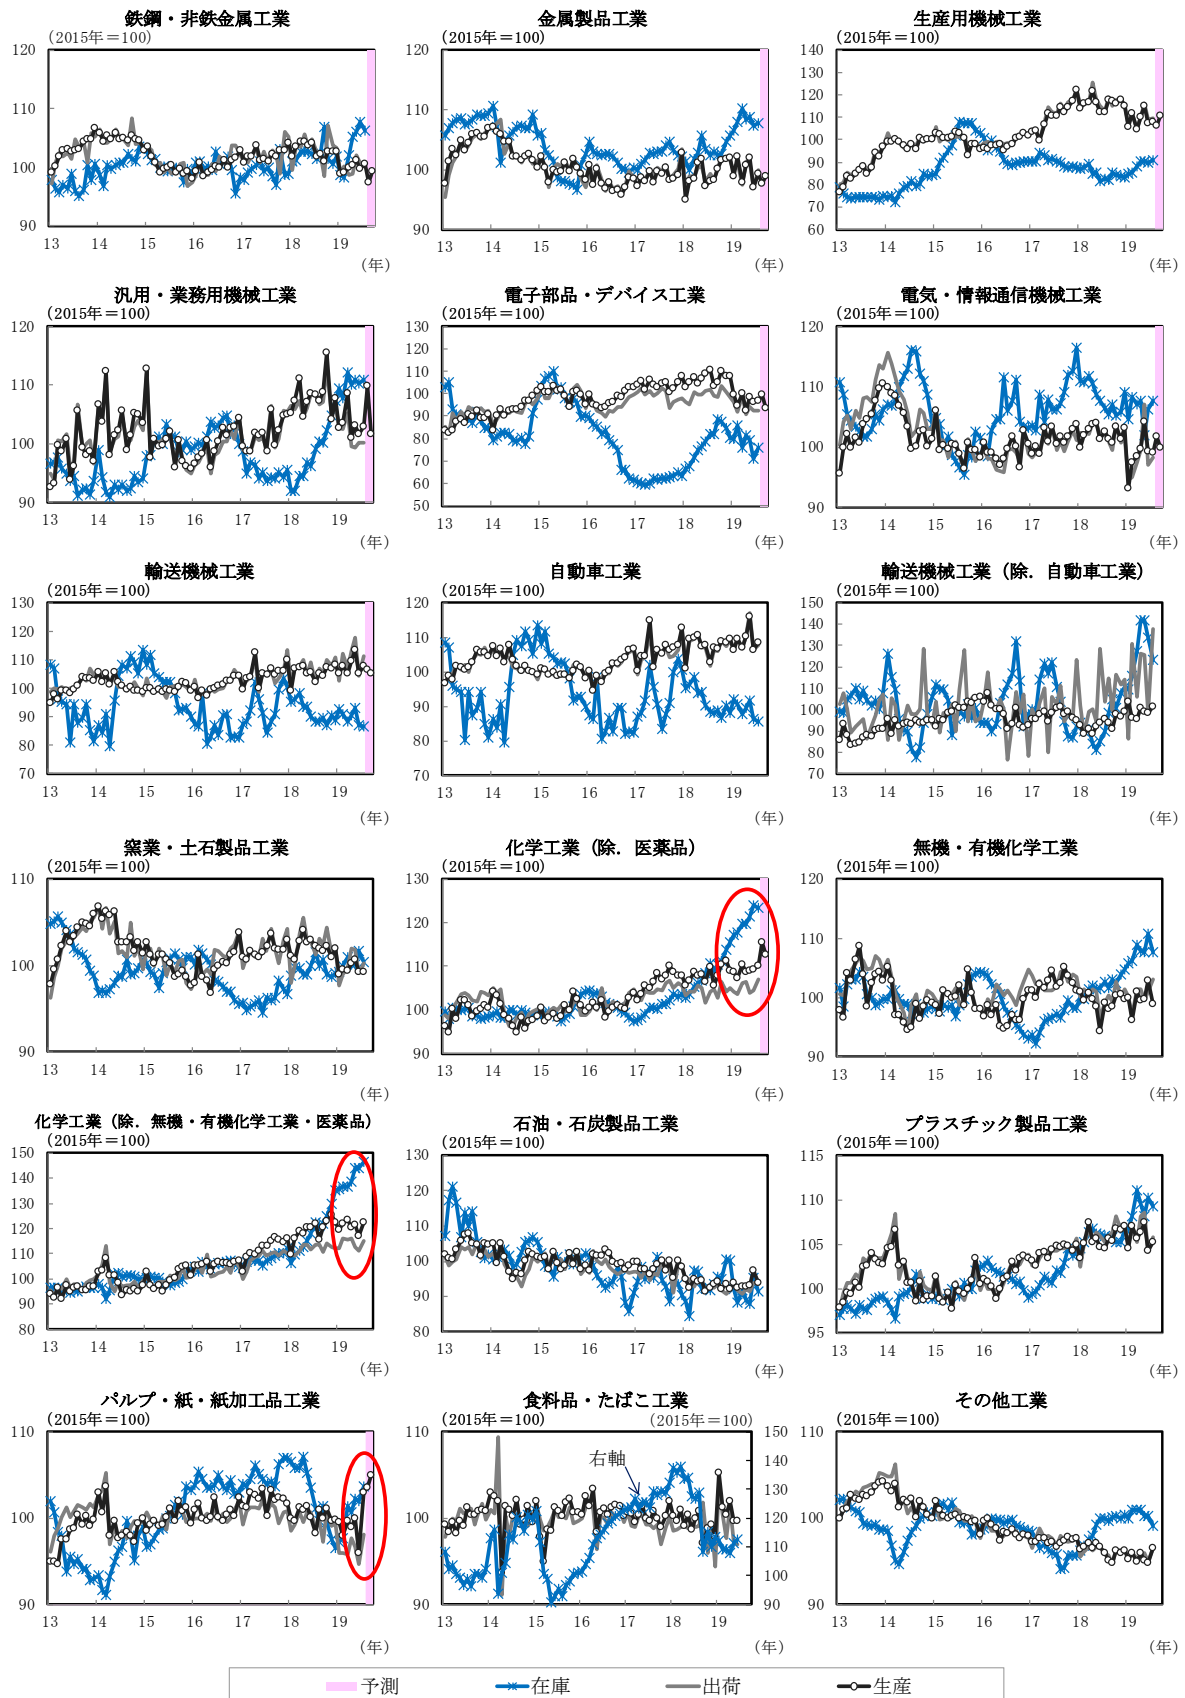 鉄鋼・非鉄金属工業
(2015年＝100)
120
110
100
90
13 14 15 16 17 18 19
(年)
金属製品工業
(2015年＝100)
120
110
100
90
13 14 15 16 17 18 19
(年)
生産用機械工業
(2015年＝100)
140
130
120
110
100
90
80
70
60
13 14 15 16 17 18 19
(年)
汎用・業務用機械工業
(2015年＝100)
120
110
100
90
13 14 15 16 17 18 19
(年)
電子部品・デバイス工業
(2015年＝100)
130
120
110
100
90
80
70
60
50
13 14 15 16 17 18 19
(年)
電気・情報通信機械工業
(2015年＝100)
120
110
100
90
13 14 15 16 17 18 19
(年)
輸送機械工業
(2015年＝100)
130
120
110
100
90
80
70
13 14 15 16 17 18 19
(年)
自動車工業
(2015年＝100)
120
110
100
90
80
70
13 14 15 16 17 18 19
(年)
輸送機械工業（除．自動車工業）
(2015年＝100)
150
140
130
120
110
100
90
80
70
13 14 15 16 17 18 19
(年)
窯業・土石製品工業
(2015年＝100)
110
100
90
13 14 15 16 17 18 19
(年)
化学工業（除．医薬品）
(2015年＝100)
130
120
110
100
90
13 14 15 16 17 18 19
(年)
無機・有機化学工業
(2015年＝100)
120
110
100
90
13 14 15 16 17 18 19
(年)
化学工業（除．無機・有機化学工業・医薬品）
(2015年＝100)
150
140
130
120
110
100
90
80
13 14 15 16 17 18 19
(年)
石油・石炭製品工業
(2015年＝100)
130
120
110
100
90
80
13 14 15 16 17 18 19
(年)
プラスチック製品工業
(2015年＝100)
115
110
105
100
95
13 14 15 16 17 18 19
(年)
パルプ・紙・紙加工品工業
(2015年＝100)
110
100
90
13 14 15 16 17 18 19
(年)
食料品・たばこ工業
(2015年＝100) (2015年＝100)
110
100
90
右軸
150
140
130
120
110
100
90
13 14 15 16 17 18 19
(年)
その他工業
(2015年＝100)
110
100
90
13 14 15 16 17 18 19
(年)
予測 在庫 出荷 生産